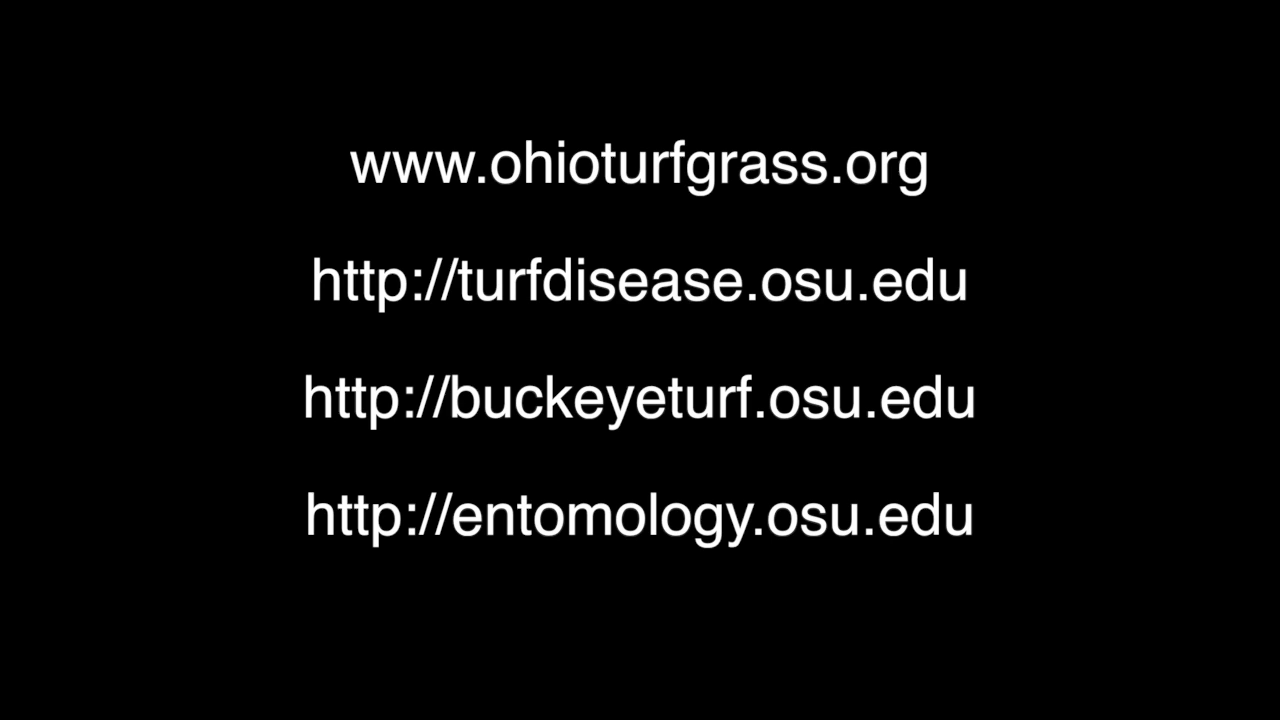 www.ohioturfgrass.org
http://turfdisease.osu.edu
http://buckeyeturf.osu.edu
http://entomology.osu.edu